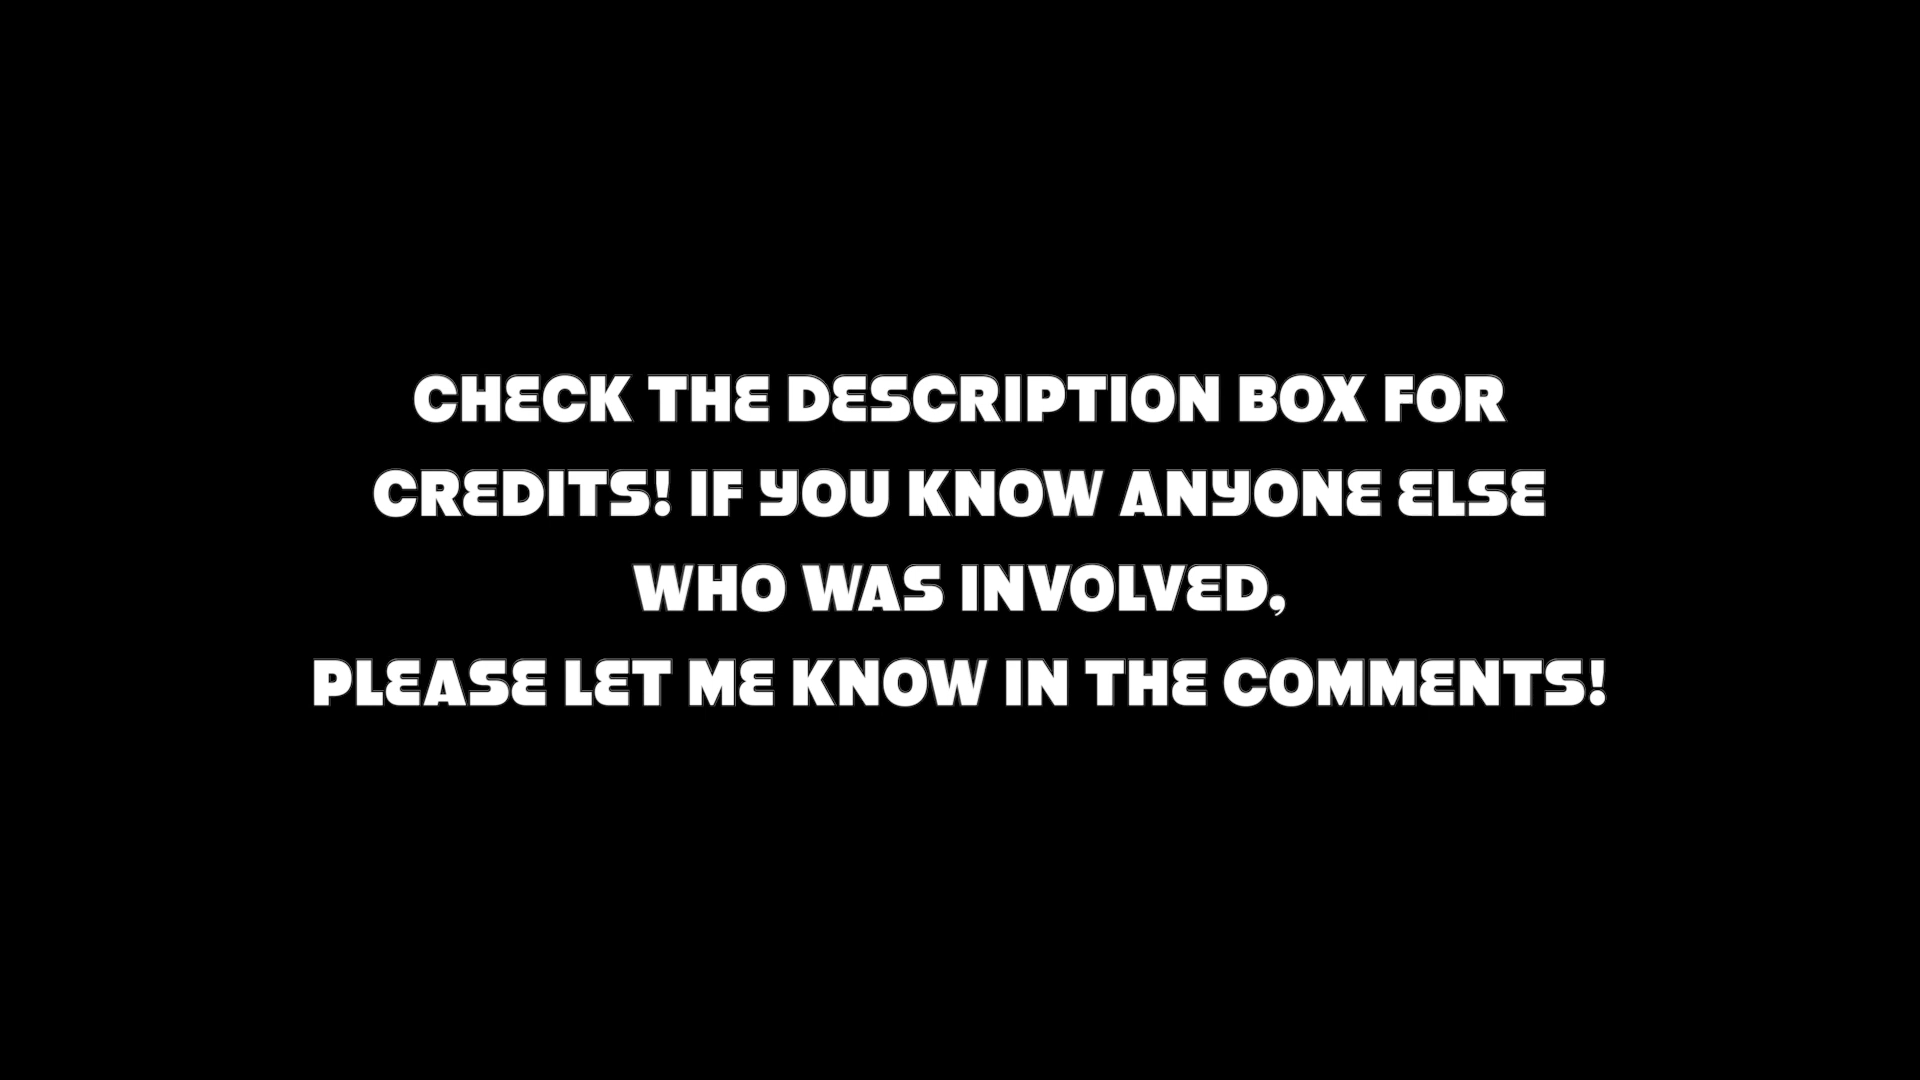 CHECK THE DESCRIPTION BOX FOR
CREDITS! IF YOU KNOW ANYONE ELSE
WHO WAS INVOLVED,
PLEASE LET ME KNOW IN THE COMMENTS!